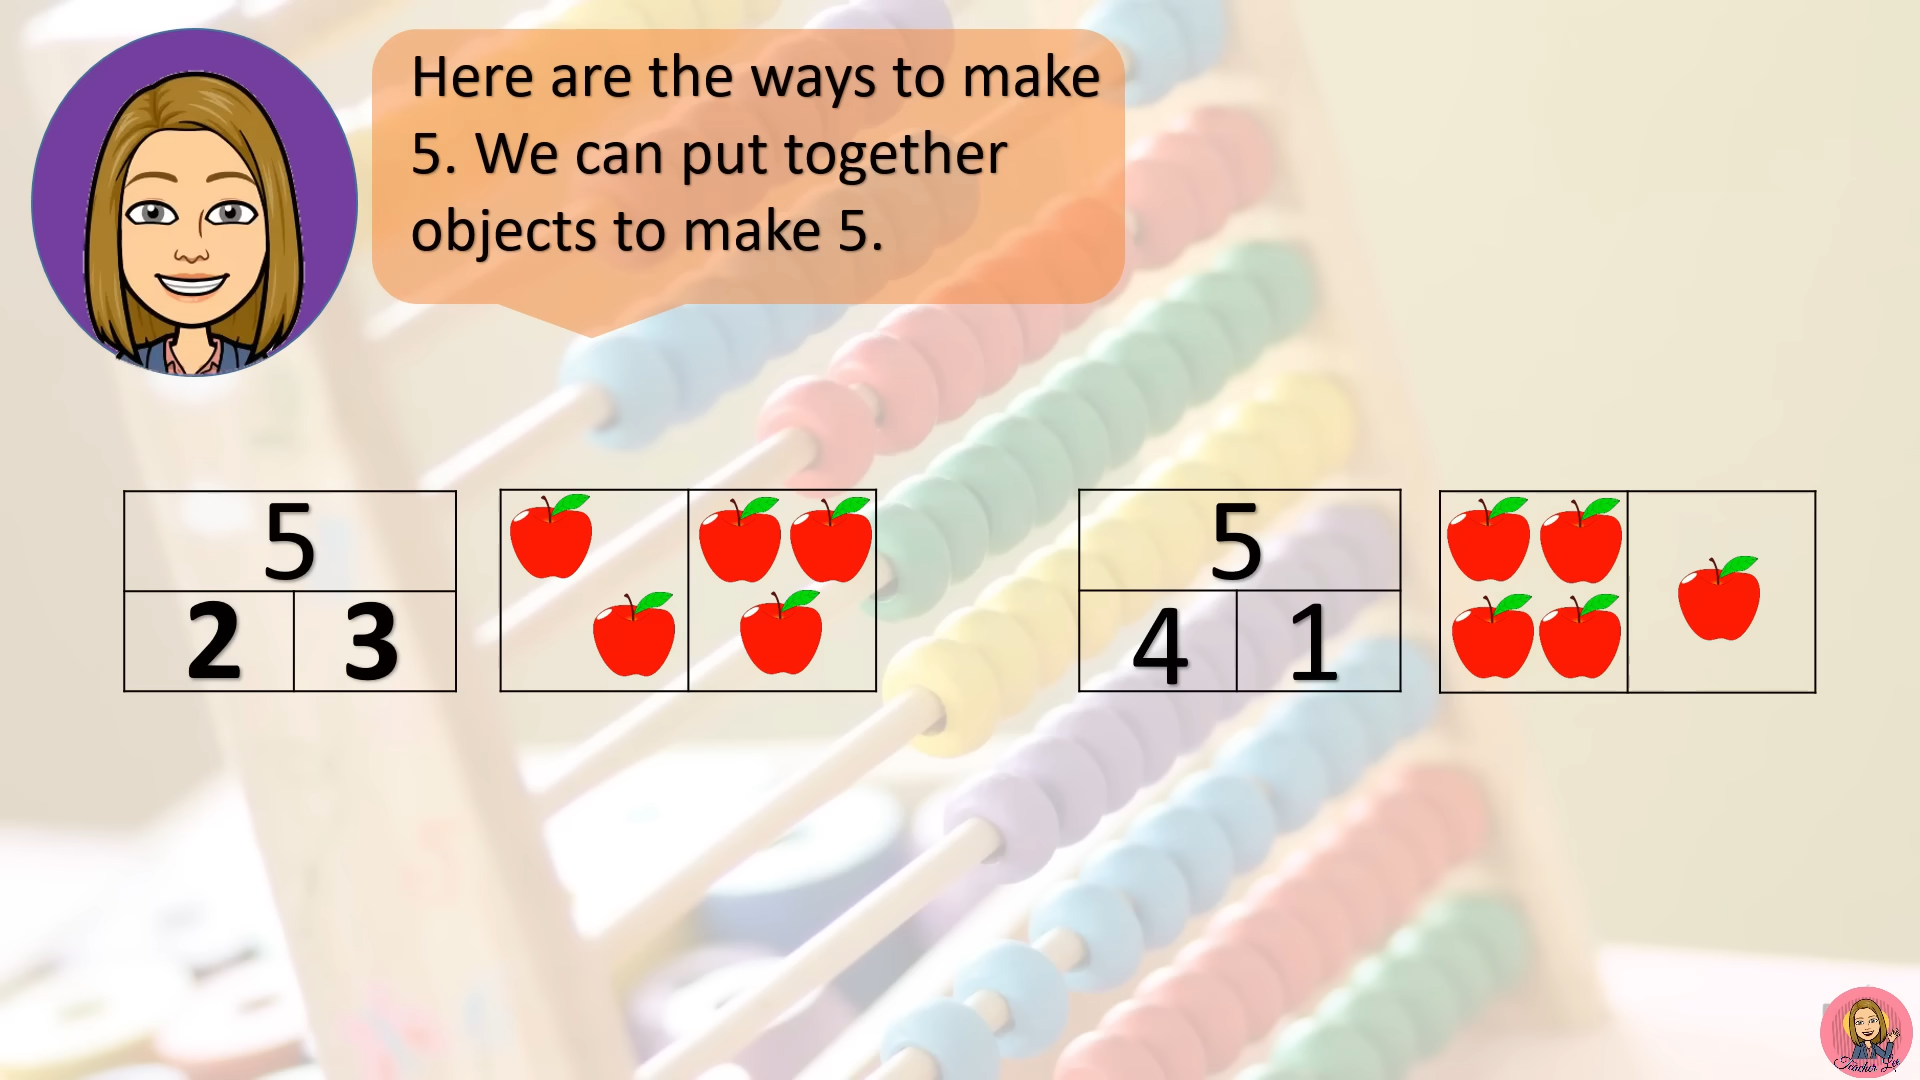 Here are the ways to make
5. We can put together
objects to make 5.
5
2 3
5
4 1
Teacher